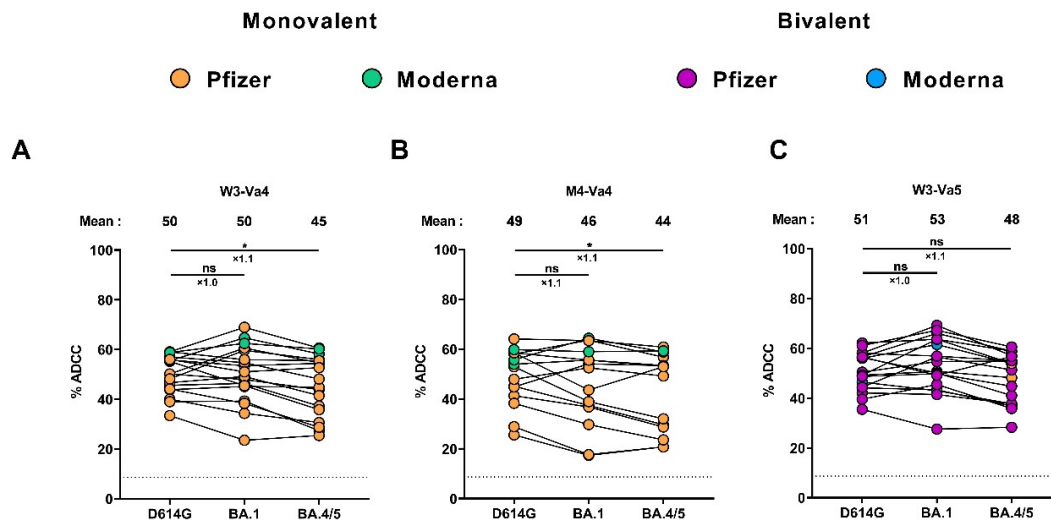 Monovalent Bivalent
Pfizer Moderna Pfizer Moderna
A
W3-Va4
Mean : 50 50 45
*
×1.1
ns
×1.0
% ADCC
100
80
60
40
20
0
D614G BA.1 BA.4/5
B
M4-Va4
Mean : 49 46 44
*
×1.1
ns
×1.1
% ADCC
100
80
60
40
20
0
D614G BA.1 BA.4/5
C
W3-Va5
Mean : 51 53 48
ns
×1.1
ns
×1.0
% ADCC
100
80
60
40
20
0
D614G BA.1 BA.4/5